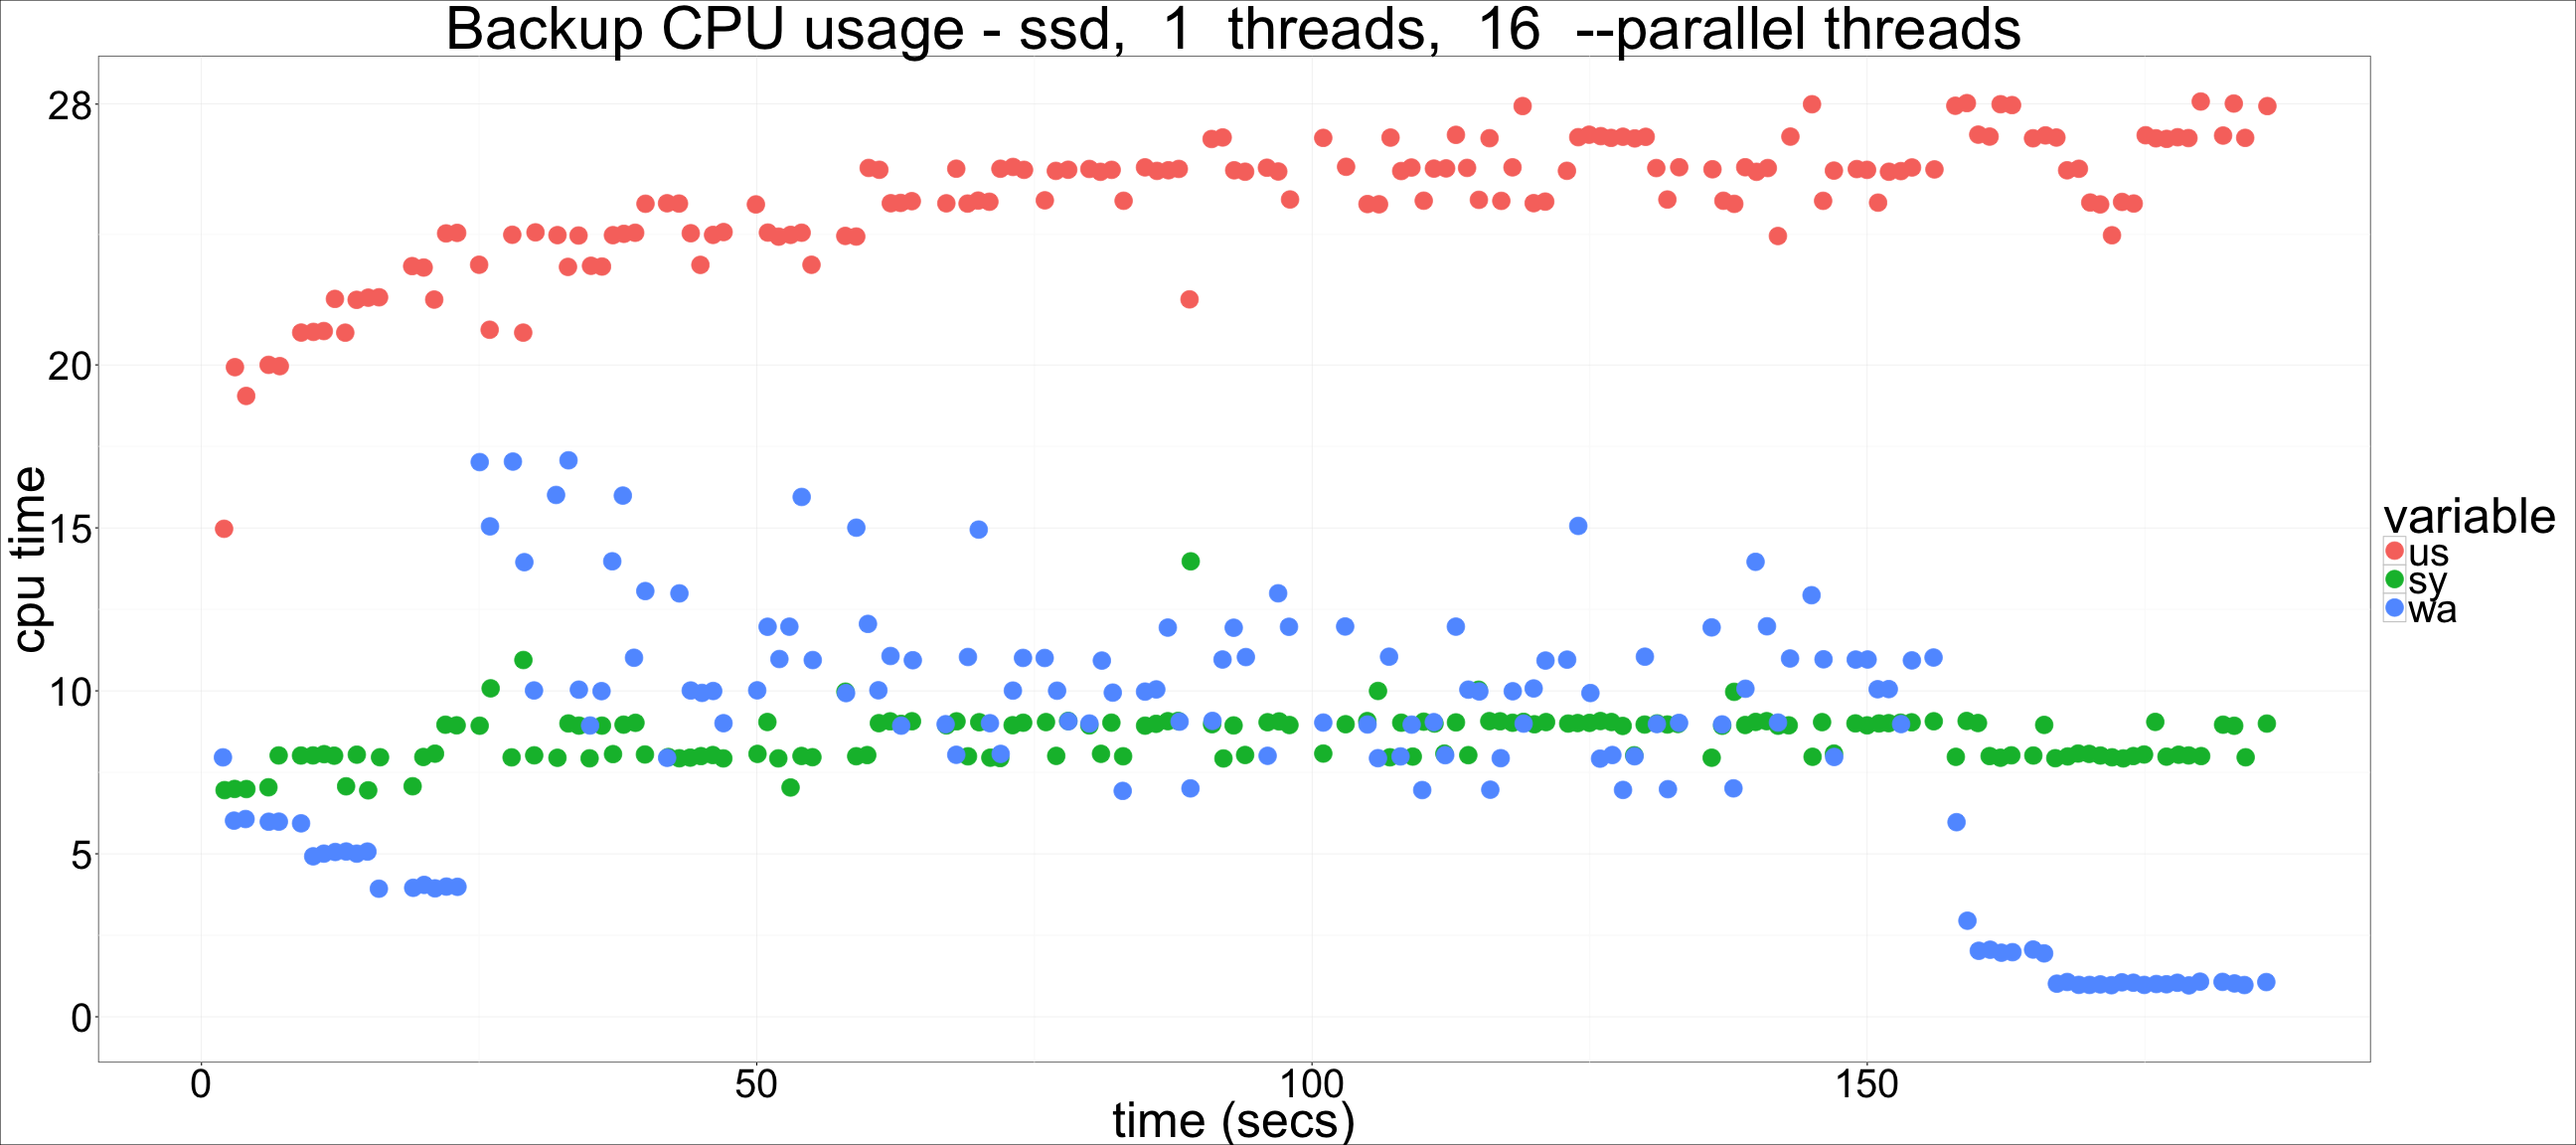 Backup CPU usage - ssd, 1 threads, 16 --parallel threads
28
20
15
10
5
0
cpu time
0 50 100 150
time (secs)
variable
us
sy
wa